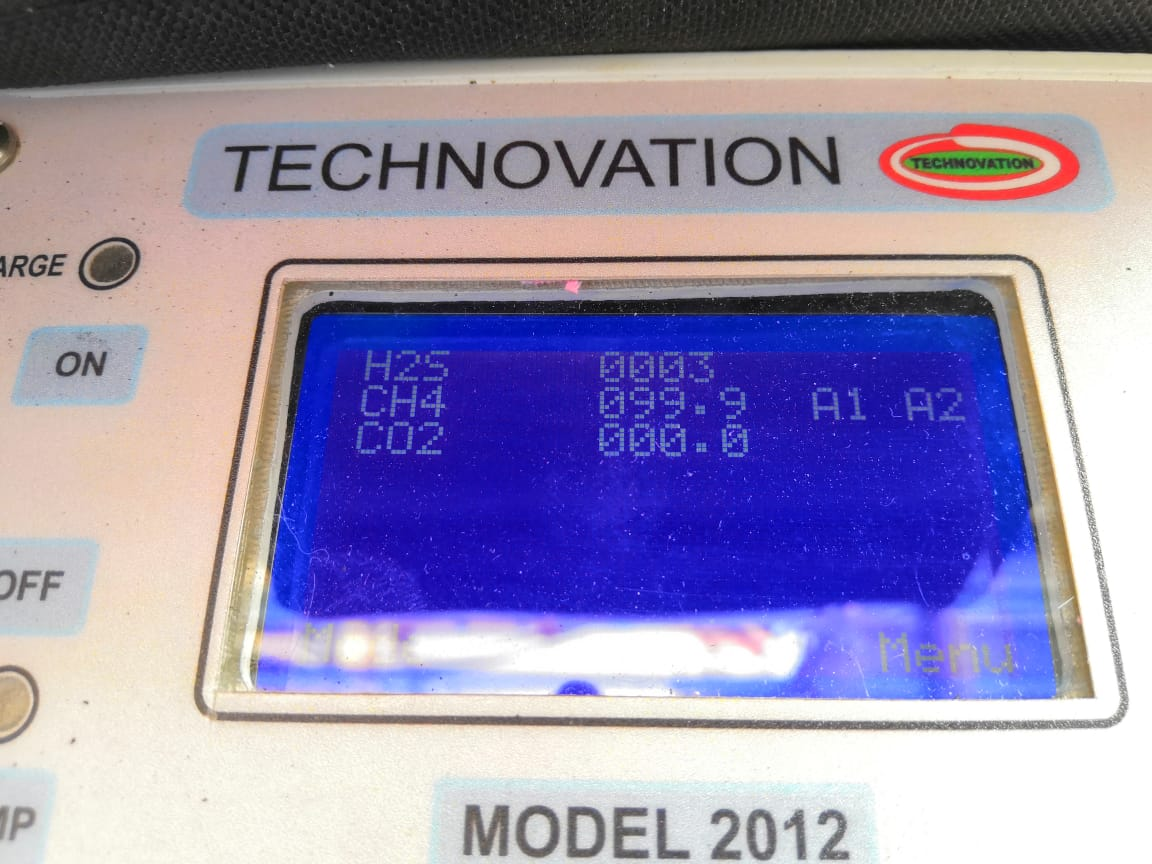 TECHNOVATION TECHNOVATION
ARGE
ON
H2S 0003
CH4 099.9 A1 A2
CO2 000.0
OFF
Menu
MP
MODEL 2012